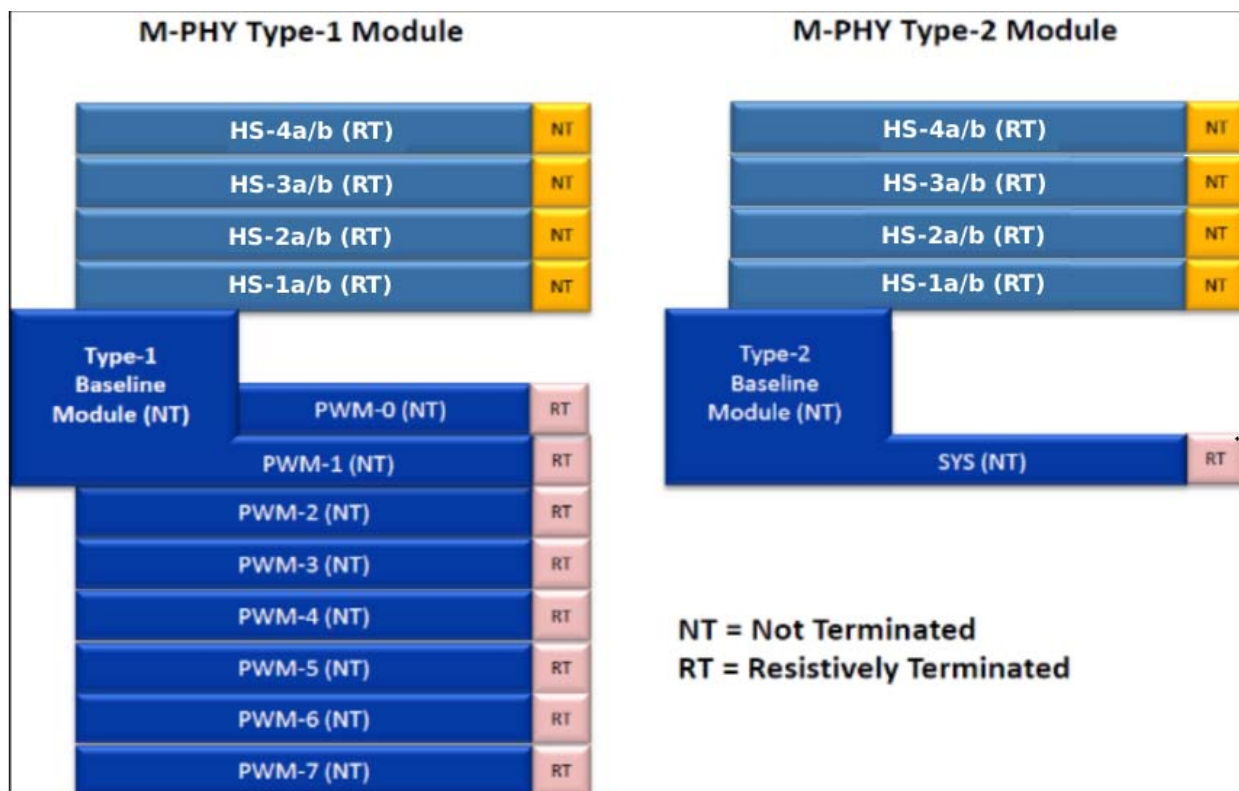 M-PHY Type-1 Module
HS-4a/b (RT) NT
HS-3a/b (RT) NT
HS-2a/b (RT) NT
HS-1a/b (RT) NT
Type-1
Baseline
Module (NT)
PWM-0 (NT) RT
PWM-1 (NT) RT
PWM-2 (NT) RT
PWM-3 (NT) RT
PWM-4 (NT) RT
PWM-5 (NT) RT
PWM-6 (NT) RT
PWM-7 (NT) RT
M-PHY Type-2 Module
HS-4a/b (RT) NT
HS-3a/b (RT) NT
HS-2a/b (RT) NT
HS-1a/b (RT) NT
Type-2
Baseline
Module (NT)
SYS (NT) RT
NT = Not Terminated
RT = Resistively Terminated